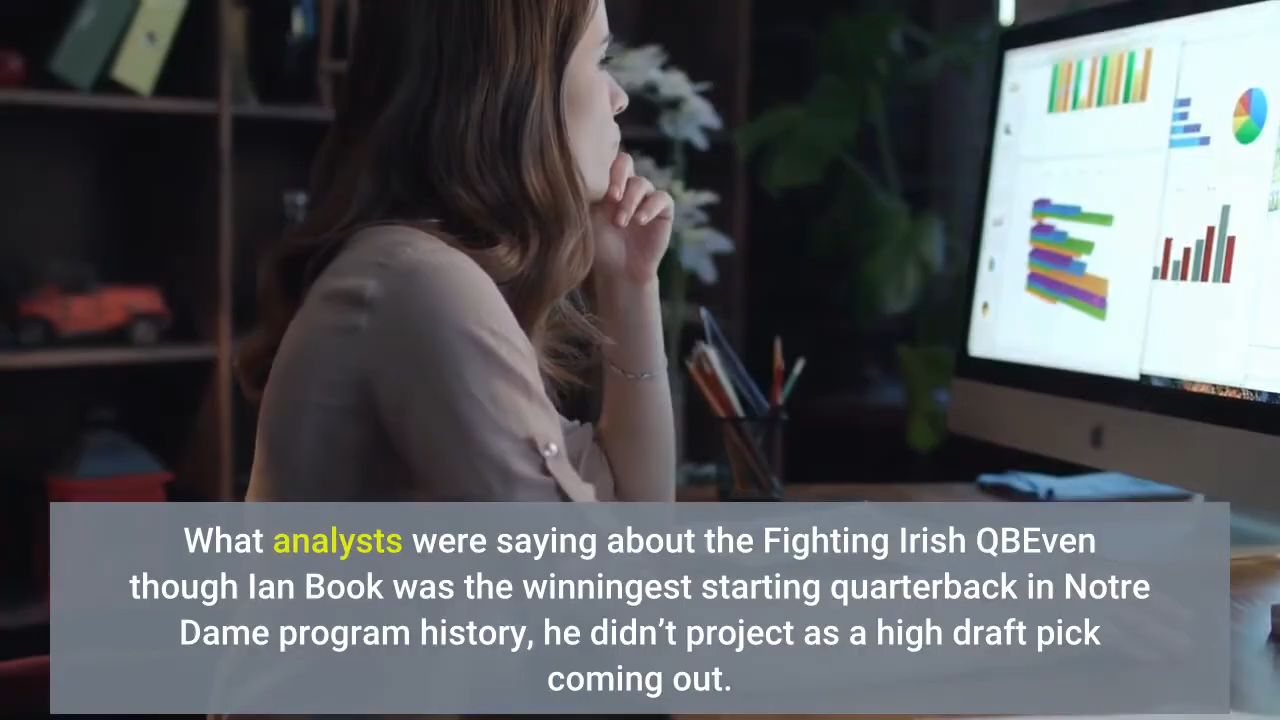 What analysts were saying about the Fighting Irish QBEven
though Ian Book was the winningest starting quarterback in Notre
Dame program history, he didn’t project as a high draft pick
coming out.